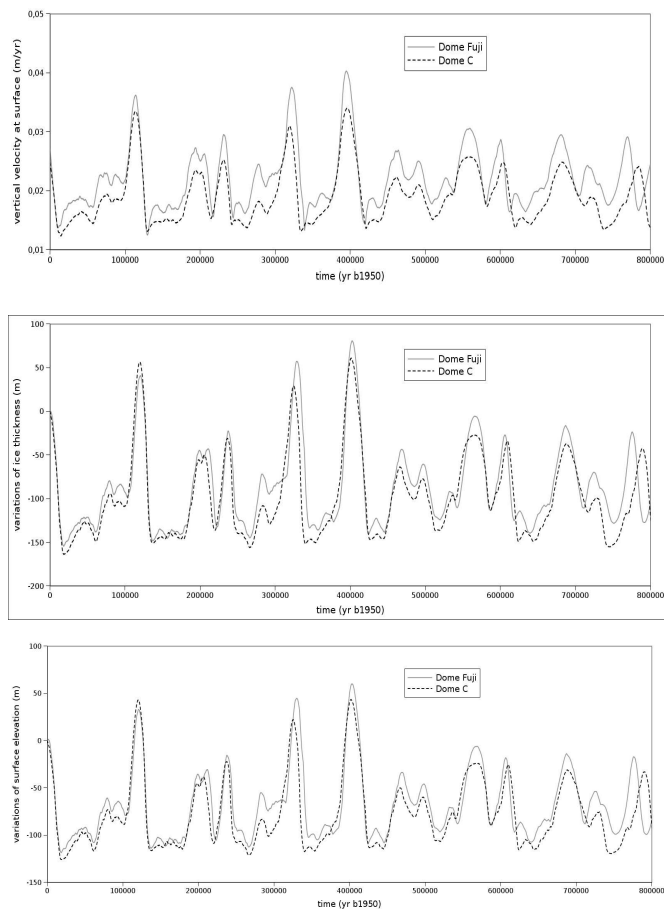 vertical velocity at surface (m/yr)
0,05
0,04
0,03
0,02
0,01
Dome Fuji
Dome C
0 100000 200000 300000 400000 500000 600000 700000 800000
time (yr b1950)
variations of ice thickness (m)
100
50
0
-50
-100
-150
-200
Dome Fuji
Dome C
0 100000 200000 300000 400000 500000 600000 700000 800000
time (yr b1950)
variations of surface elevation (m)
100
50
0
-50
-100
-150
Dome Fuji
Dome C
0 100000 200000 300000 400000 500000 600000 700000 800000
time (yr b1950)